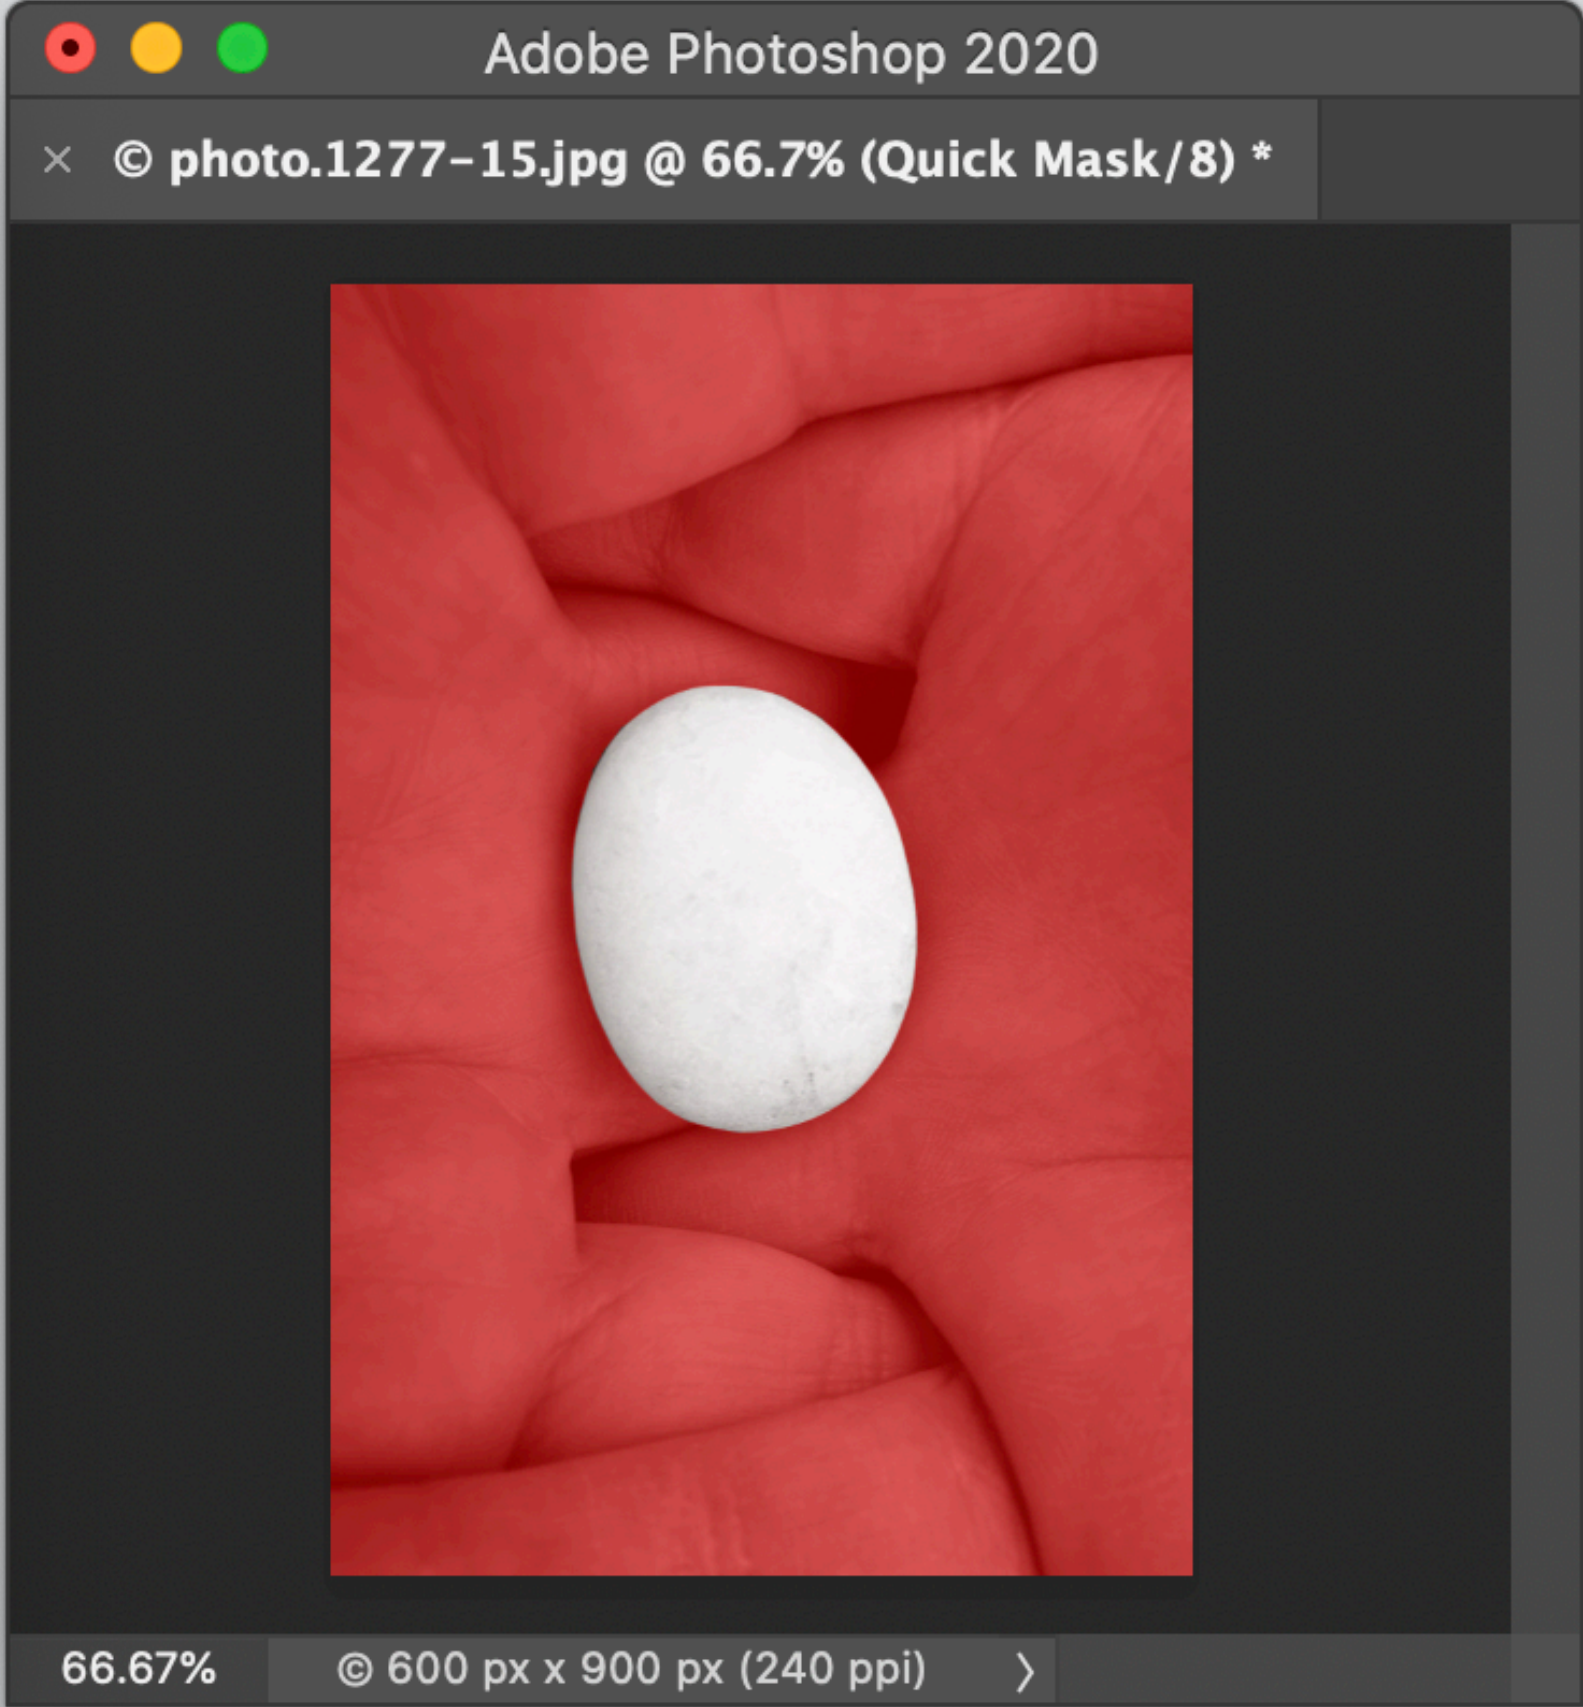 Adobe Photoshop 2020
© photo.1277-15.jpg @ 66.7% (Quick Mask/8) *
66.67%
© 600 px x 900 px (240 ppi)